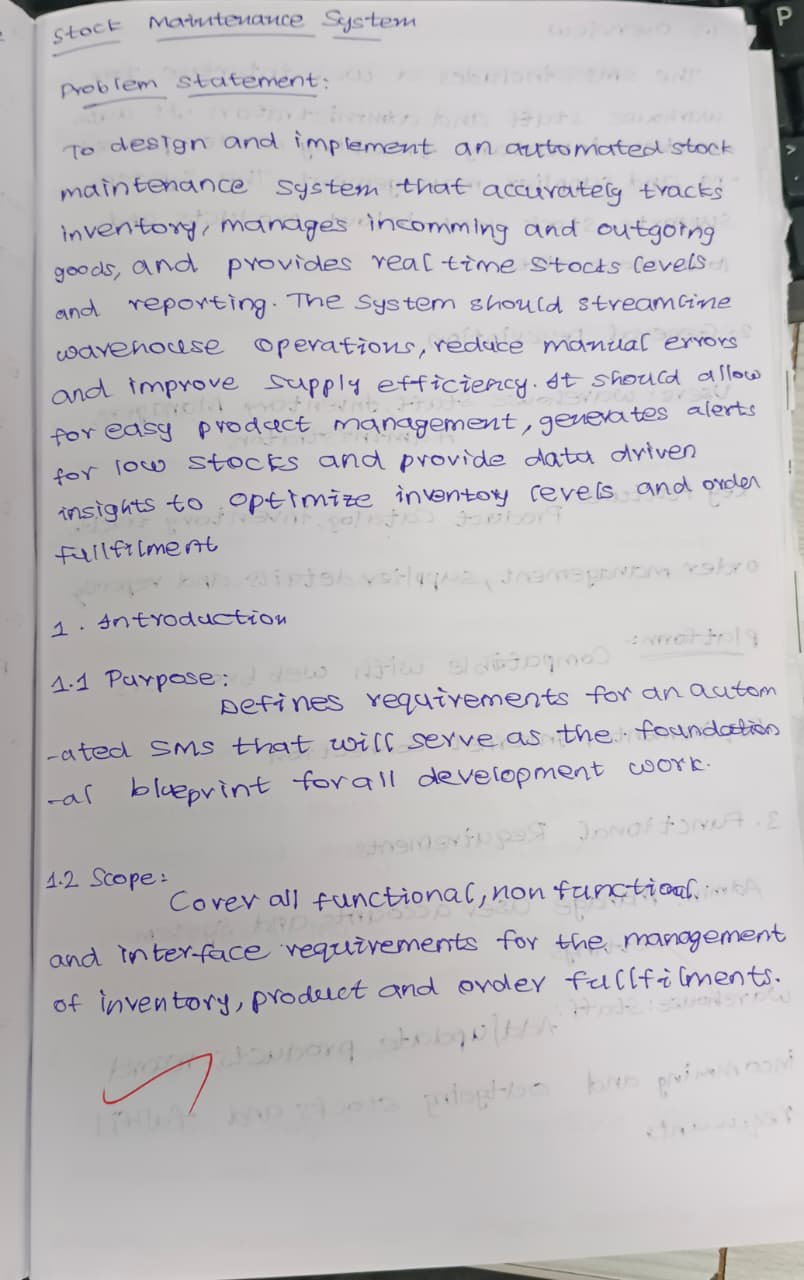 Stock Maintenance System
Problem statement:
To design and implement an automated stock
maintenance system that accurately tracks
inventory, manages incomming and outgoing
goods, and provides real time stocks levels
and reporting. The system should streamline
warehouse operations, reduce manual errors
and improve supply efficiency. It should allow
for easy product management, generates alerts
for low stocks and provide data driven
insights to optimize inventory levels and order
fullfilment
1. Introduction
1.1 Purpose:
Defines requirements for an autom
-ated SMS that will serve as the foundation
-al blueprint for all development work.
1.2 Scope:
Cover all functional, non functional
and interface requirements for the management
of inventory, product and order fullfilments.
P